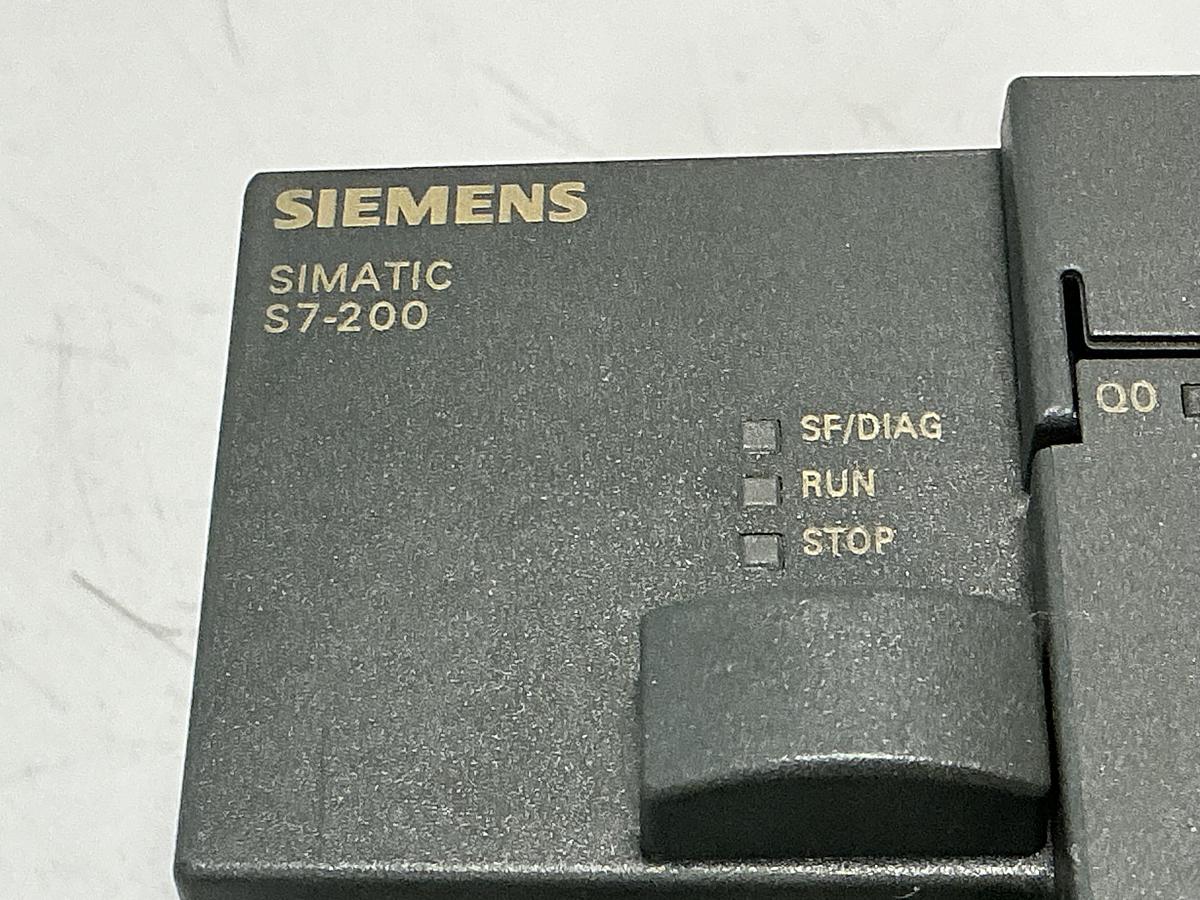 SIEMENS
SIMATIC
S7-200
SF/DIAG
RUN
STOP
Q0